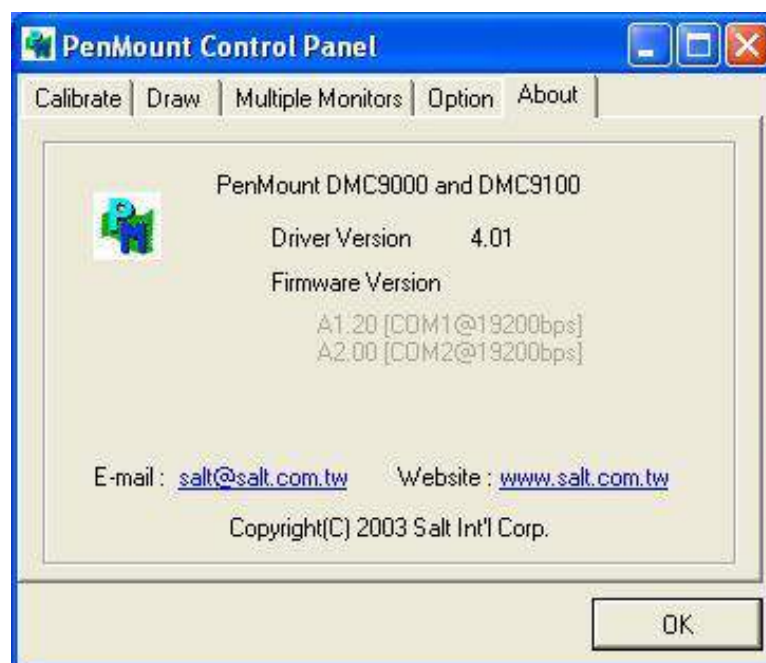 PenMount Control Panel
Calibrate Draw Multiple Monitors Option About
PenMount DMC9000 and DMC9100
Driver Version 4.01
Firmware Version
A1.20 [COM1@19200bps]
A2.00 [COM2@19200bps]
E-mail : salt@salt.com.tw Website : www.salt.com.tw
Copyright(C) 2003 Salt Int'l Corp.
OK